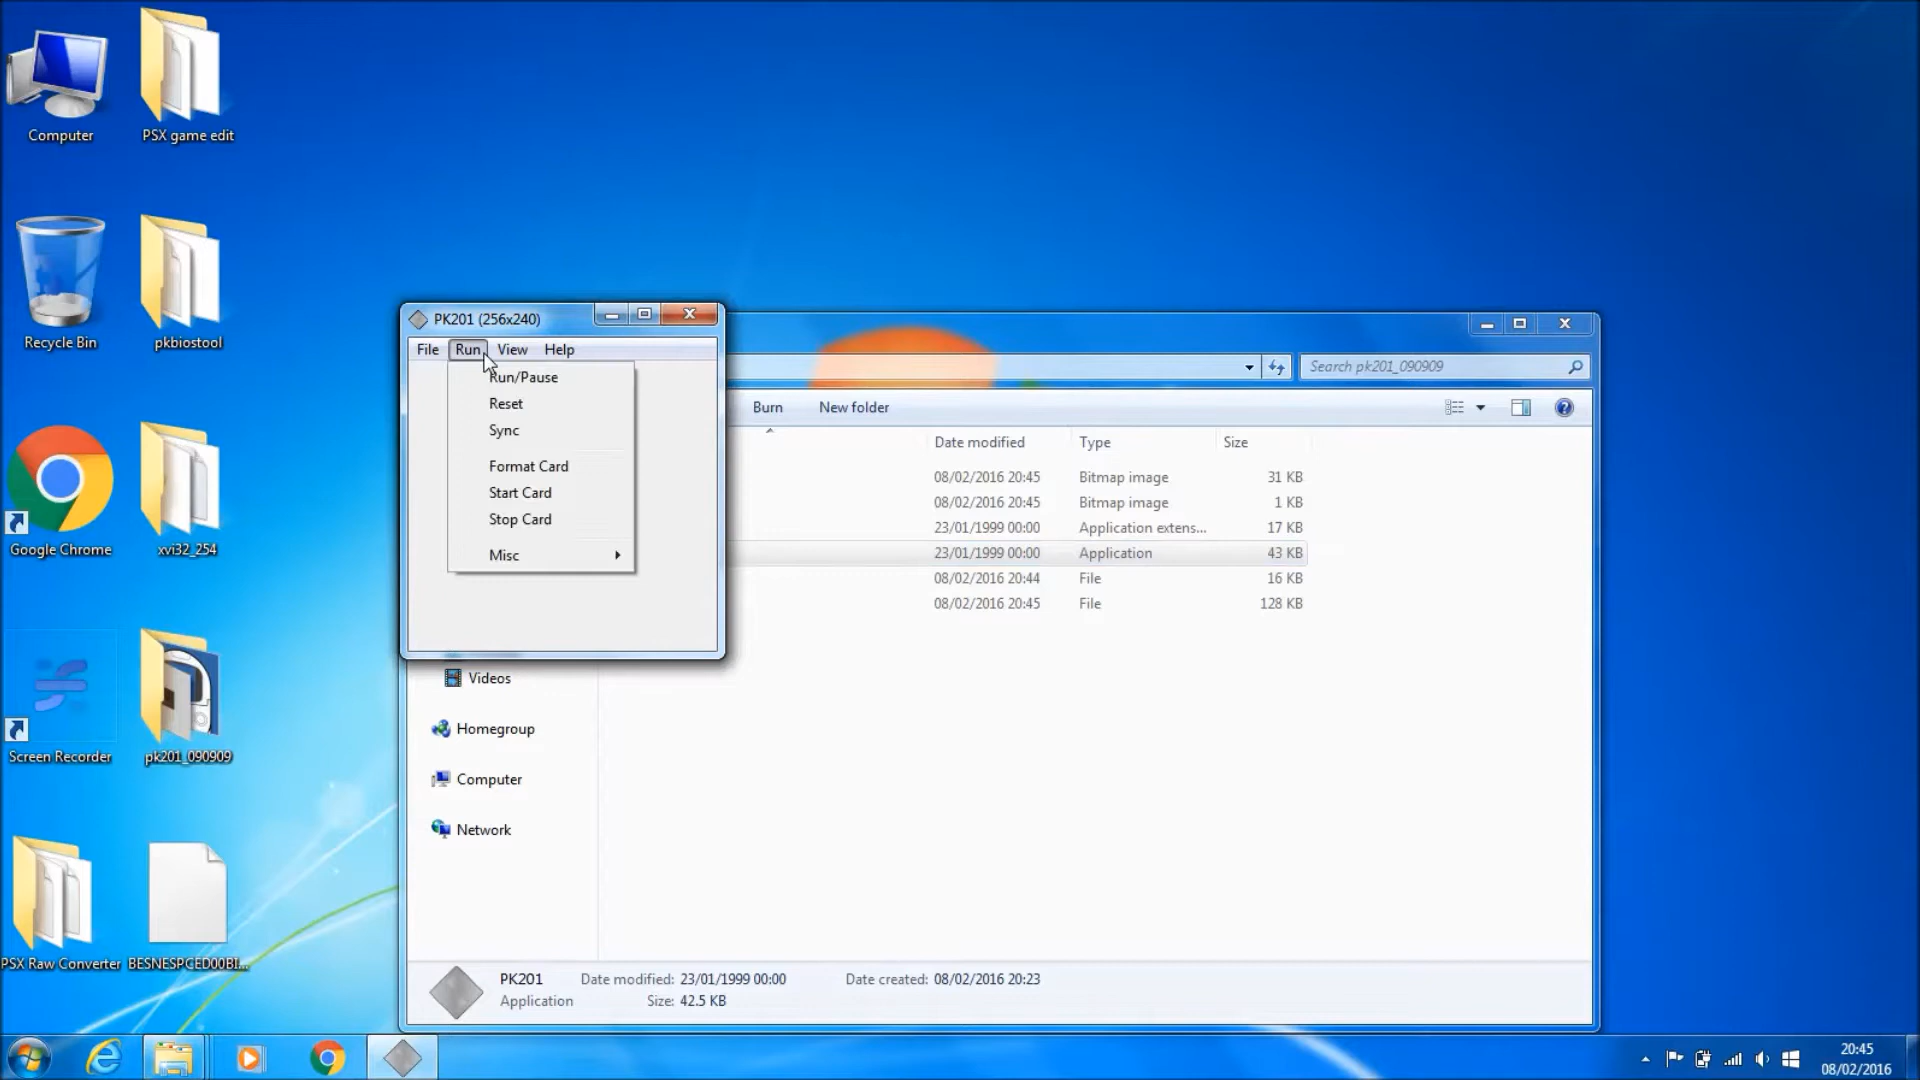 Computer
PSX game edit
Recycle Bin
pkbiostool
Google Chrome
xvi32_254
Screen Recorder
pk201_090909
PSX Raw Converter
BESNESPCED00BI...
PK201 (256x240)
File Run View Help
Run/Pause
Reset
Sync
Format Card
Start Card
Stop Card
Misc
Search pk201_090909
Burn New folder
Date modified Type Size
08/02/2016 20:45 Bitmap image 31 KB
08/02/2016 20:45 Bitmap image 1 KB
23/01/1999 00:00 Application extens... 17 KB
23/01/1999 00:00 Application 43 KB
08/02/2016 20:44 File 16 KB
08/02/2016 20:45 File 128 KB
Videos
Homegroup
Computer
Network
PK201 Date modified: 23/01/1999 00:00 Date created: 08/02/2016 20:23
Application Size: 42.5 KB
20:45
08/02/2016